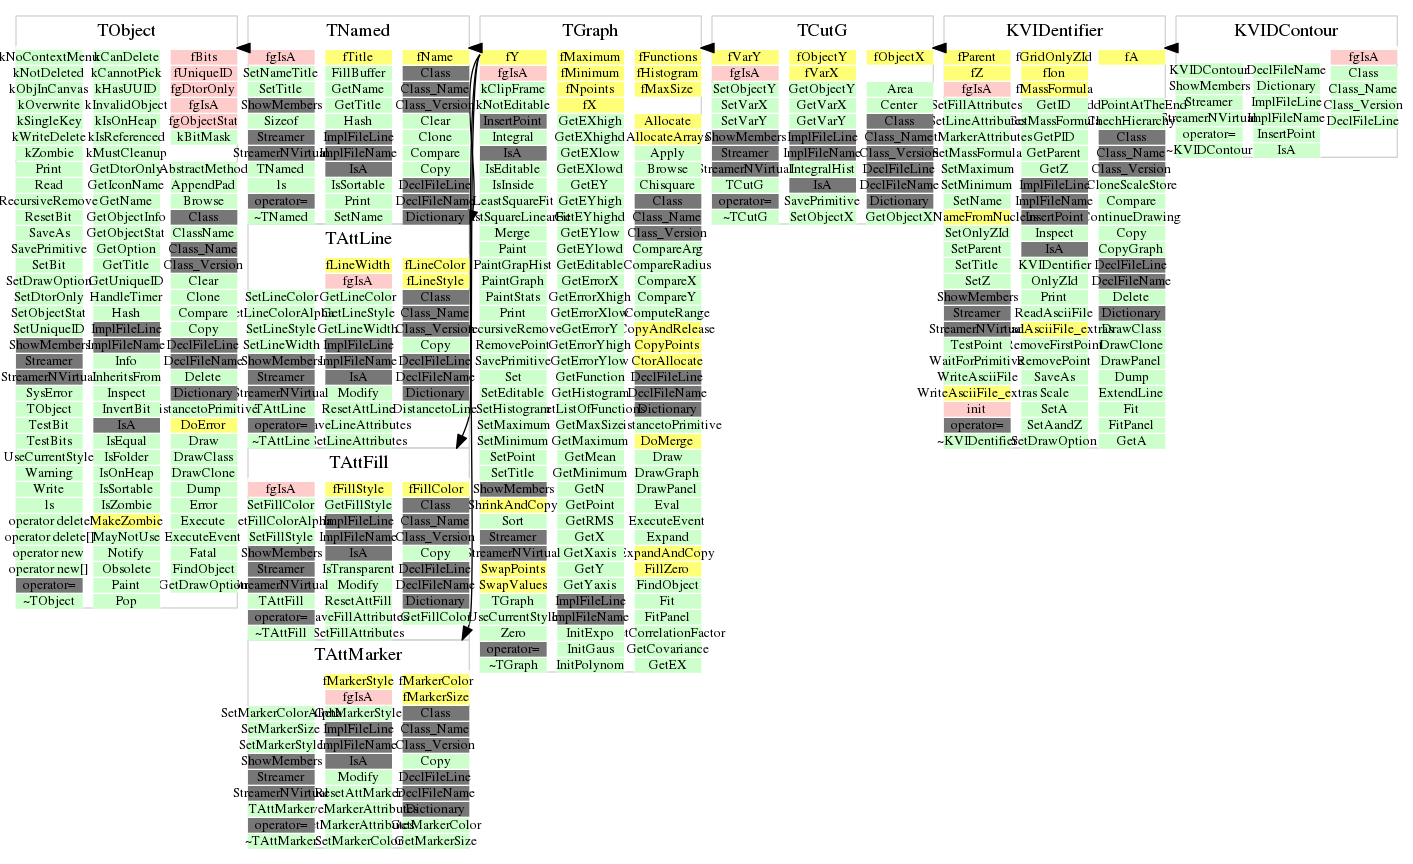 TObject
kNoContextMenu kCanDelete fBits
kNotDeleted kCannotPick fUniqueID
kObjInCanvas kHasUUID fgDtorOnly
kOverwrite kInvalidObject fgIsA
kSingleKey kIsOnHeap fgObjectStat
kWriteDelete kIsReferenced kBitMask
kZombie kMustCleanup
Print GetDtorOnly AbstractMethod
Read GetIconName AppendPad
RecursiveRemove GetName Browse
ResetBit GetObjectInfo Class
SaveAs GetObjectStat ClassName
SavePrimitive GetOption Class_Name
SetBit GetTitle Class_Version
SetDrawOption GetUniqueID Clear
SetDtorOnly HandleTimer Clone
SetObjectStat Hash Compare
SetUniqueID ImplFileLine Copy
ShowMembers ImplFileName DeclFileLine
Streamer Info DeclFileName
StreamerNVirtual InheritsFrom Delete
SysError Inspect Dictionary
TObject InvertBit istancetoPrimitive
TestBit IsA DoError
TestBits IsEqual Draw
UseCurrentStyle IsFolder DrawClass
Warning IsOnHeap DrawClone
Write IsSortable Dump
ls IsZombie Error
operator delete MakeZombie Execute
operator delete[] MayNotUse ExecuteEvent
operator new Notify Fatal
operator new[] Obsolete FindObject
operator= Paint GetDrawOption
~TObject Pop
TNamed
fgIsA fTitle fName
SetNameTitle FillBuffer Class
SetTitle GetName Class_Name
ShowMembers GetTitle Class_Version
Sizeof Hash Clear
Streamer ImplFileLine Clone
StreamerNVirtual ImplFileName Compare
TNamed IsA Copy
ls IsSortable DeclFileLine
operator= Print DeclFileName
~TNamed SetName Dictionary
TAttLine
fLineWidth fLineColor
fgIsA fLineStyle
SetLineColor GetLineColor Class
etLineColorAlpha GetLineStyle Class_Name
SetLineStyle GetLineWidth Class_Version
SetLineWidth ImplFileLine Copy
ShowMembers ImplFileName DeclFileLine
Streamer IsA DeclFileName
StreamerNVirtual Modify Dictionary
TAttLine ResetAttLine DistancetoLine
operator= aveLineAttributes
~TAttLine SetLineAttributes
TAttFill
fgIsA fFillStyle fFillColor
SetFillColor GetFillStyle Class
etFillColorAlpha ImplFileLine Class_Name
SetFillStyle ImplFileName Class_Version
ShowMembers IsA Copy
Streamer IsTransparent DeclFileLine
StreamerNVirtual Modify DeclFileName
TAttFill ResetAttFill Dictionary
operator= aveFillAttributes GetFillColor
~TAttFill SetFillAttributes
TAttMarker
fMarkerStyle fMarkerColor
fgIsA fMarkerSize
SetMarkerColorAlpha GetMarkerStyle Class
SetMarkerSize ImplFileLine Class_Name
SetMarkerStyle ImplFileName Class_Version
ShowMembers IsA Copy
Streamer Modify DeclFileLine
StreamerNVirtual ResetAttMarker DeclFileName
TAttMarker eMarkerAttributes Dictionary
operator= etMarkerAttributes GetMarkerColor
~TAttMarker SetMarkerColor GetMarkerSize
TGraph
fY fMaximum fFunctions
fgIsA fMinimum fHistogram
kClipFrame fNpoints fMaxSize
kNotEditable fX
InsertPoint GetEXhigh Allocate
Integral GetEXhighd AllocateArrays
IsA GetEXlow Apply
IsEditable GetEXlowd Browse
IsInside GetEY Chisquare
LeastSquareFit GetEYhigh Class
stSquareLinearFit GetEYhighd Class_Name
Merge GetEYlow Class_Version
Paint GetEYlowd CompareArg
PaintGrapHist GetEditable CompareRadius
PaintGraph GetErrorX CompareX
PaintStats GetErrorXhigh CompareY
Print GetErrorXlow ComputeRange
ecursiveRemove GetErrorY CopyAndRelease
RemovePoint GetErrorYhigh CopyPoints
SavePrimitive GetErrorYlow CtorAllocate
Set GetFunction DeclFileLine
SetEditable GetHistogram DeclFileName
SetHistogram etListOfFunctions Dictionary
SetMaximum GetMaxSize istancetoPrimitive
SetMinimum GetMaximum DoMerge
SetPoint GetMean Draw
SetTitle GetMinimum DrawGraph
ShowMembers GetN DrawPanel
ShrinkAndCopy GetPoint Eval
Sort GetRMS ExecuteEvent
Streamer GetX Expand
StreamerNVirtual GetXaxis ExpandAndCopy
SwapPoints GetY FillZero
SwapValues GetYaxis FindObject
TGraph ImplFileLine Fit
UseCurrentStyle ImplFileName FitPanel
Zero InitExpo tCorrelationFactor
operator= InitGaus GetCovariance
~TGraph InitPolynom GetEX
TCutG
fVarY fObjectY fObjectX
fgIsA fVarX
SetObjectY GetObjectY Area
SetVarX GetVarX Center
SetVarY GetVarY Class
ShowMembers ImplFileLine Class_Name
Streamer ImplFileName Class_Version
StreamerNVirtual IntegralHist DeclFileLine
TCutG IsA DeclFileName
operator= SavePrimitive Dictionary
~TCutG SetObjectX GetObjectX
KVIDentifier
fParent fGridOnlyZId fA
fZ fIon
fgIsA fMassFormula
SetFillAttributes GetID ddPointAtTheEnd
SetLineAttributes GetMassFormula heckHierarchy
MarkerAttributes GetPID Class
SetMassFormula GetParent Class_Name
SetMaximum GetZ Class_Version
SetMinimum ImplFileLine CloneScaleStore
SetName ImplFileName Compare
NameFromNucleus InsertPoint ContinueDrawing
SetOnlyZId Inspect Copy
SetParent IsA CopyGraph
SetTitle KVIDentifier DeclFileLine
SetZ OnlyZId DeclFileName
ShowMembers Print Delete
Streamer ReadAsciiFile Dictionary
StreamerNVirtual adAsciiFile_extras DrawClass
TestPoint RemoveFirstPoint DrawClone
WaitForPrimitive RemovePoint DrawPanel
WriteAsciiFile SaveAs Dump
WriteAsciiFile_extras Scale ExtendLine
init SetA Fit
operator= SetAandZ FitPanel
~KVIDentifier SetDrawOption GetA
KVIDContour
fgIsA
KVIDContour DeclFileName Class
ShowMembers Dictionary Class_Name
Streamer ImplFileLine Class_Version
StreamerNVirtual ImplFileName DeclFileLine
operator= InsertPoint
~KVIDContour IsA